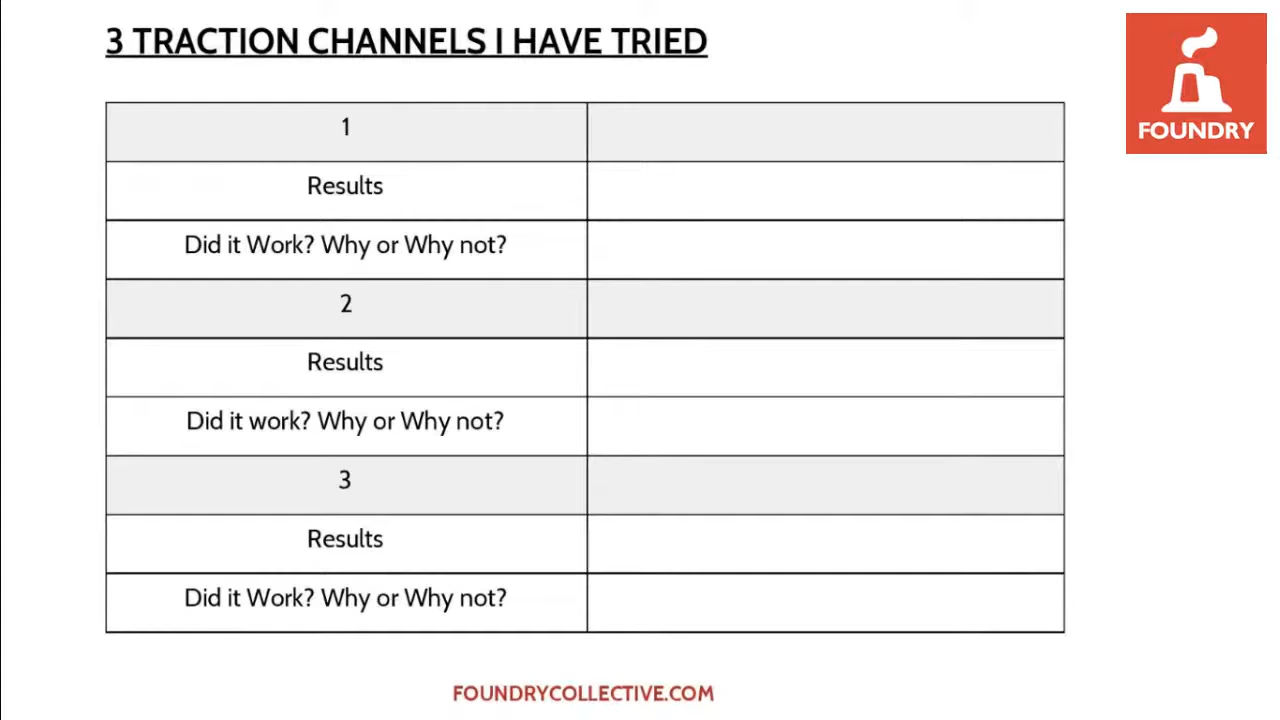 3 TRACTION CHANNELS I HAVE TRIED
FOUNDRY
1
Results
Did it Work? Why or Why not?
2
Results
Did it work? Why or Why not?
3
Results
Did it Work? Why or Why not?
FOUNDRYCOLLECTIVE.COM